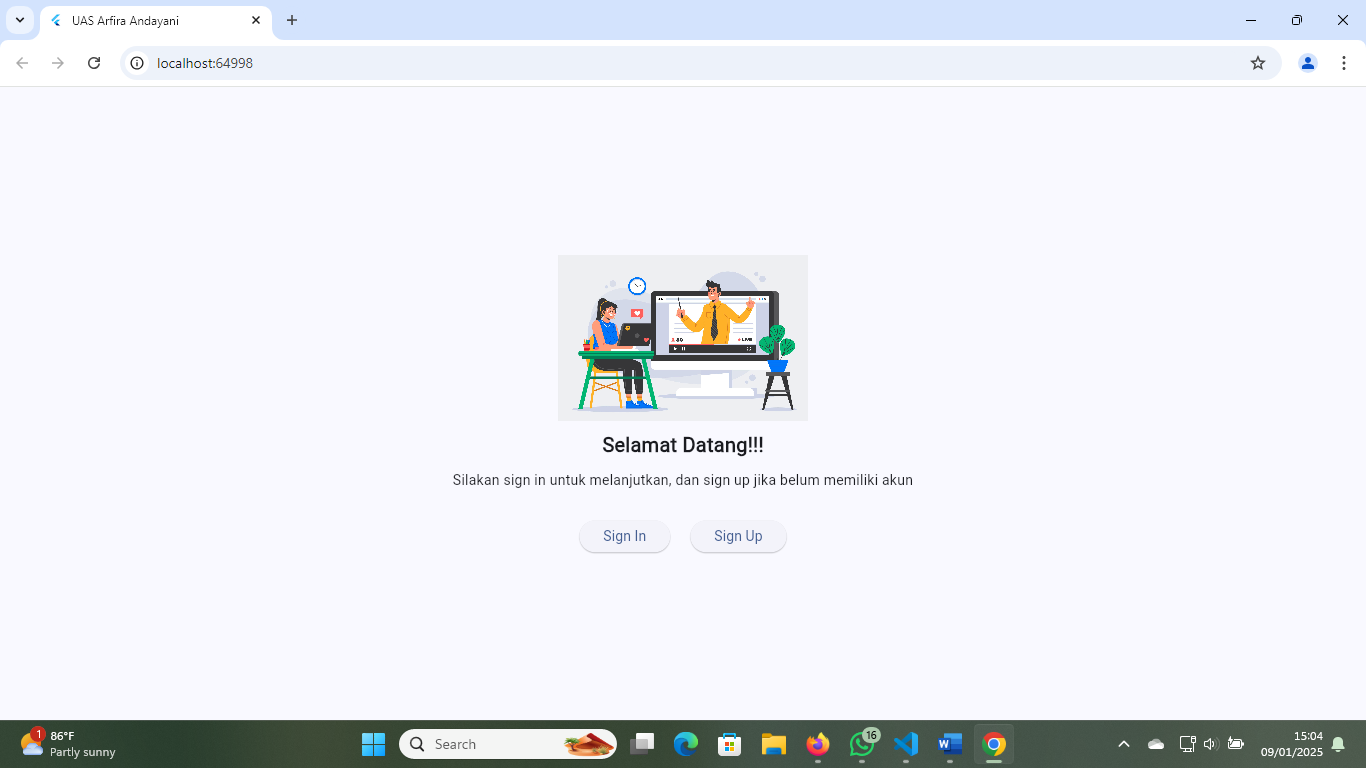 UAS Arfira Andayani
localhost:64998
LIVE
Selamat Datang!!!
Silakan sign in untuk melanjutkan, dan sign up jika belum memiliki akun
Sign In
Sign Up
1
86°F
Partly sunny
Search
16
15:04
09/01/2025